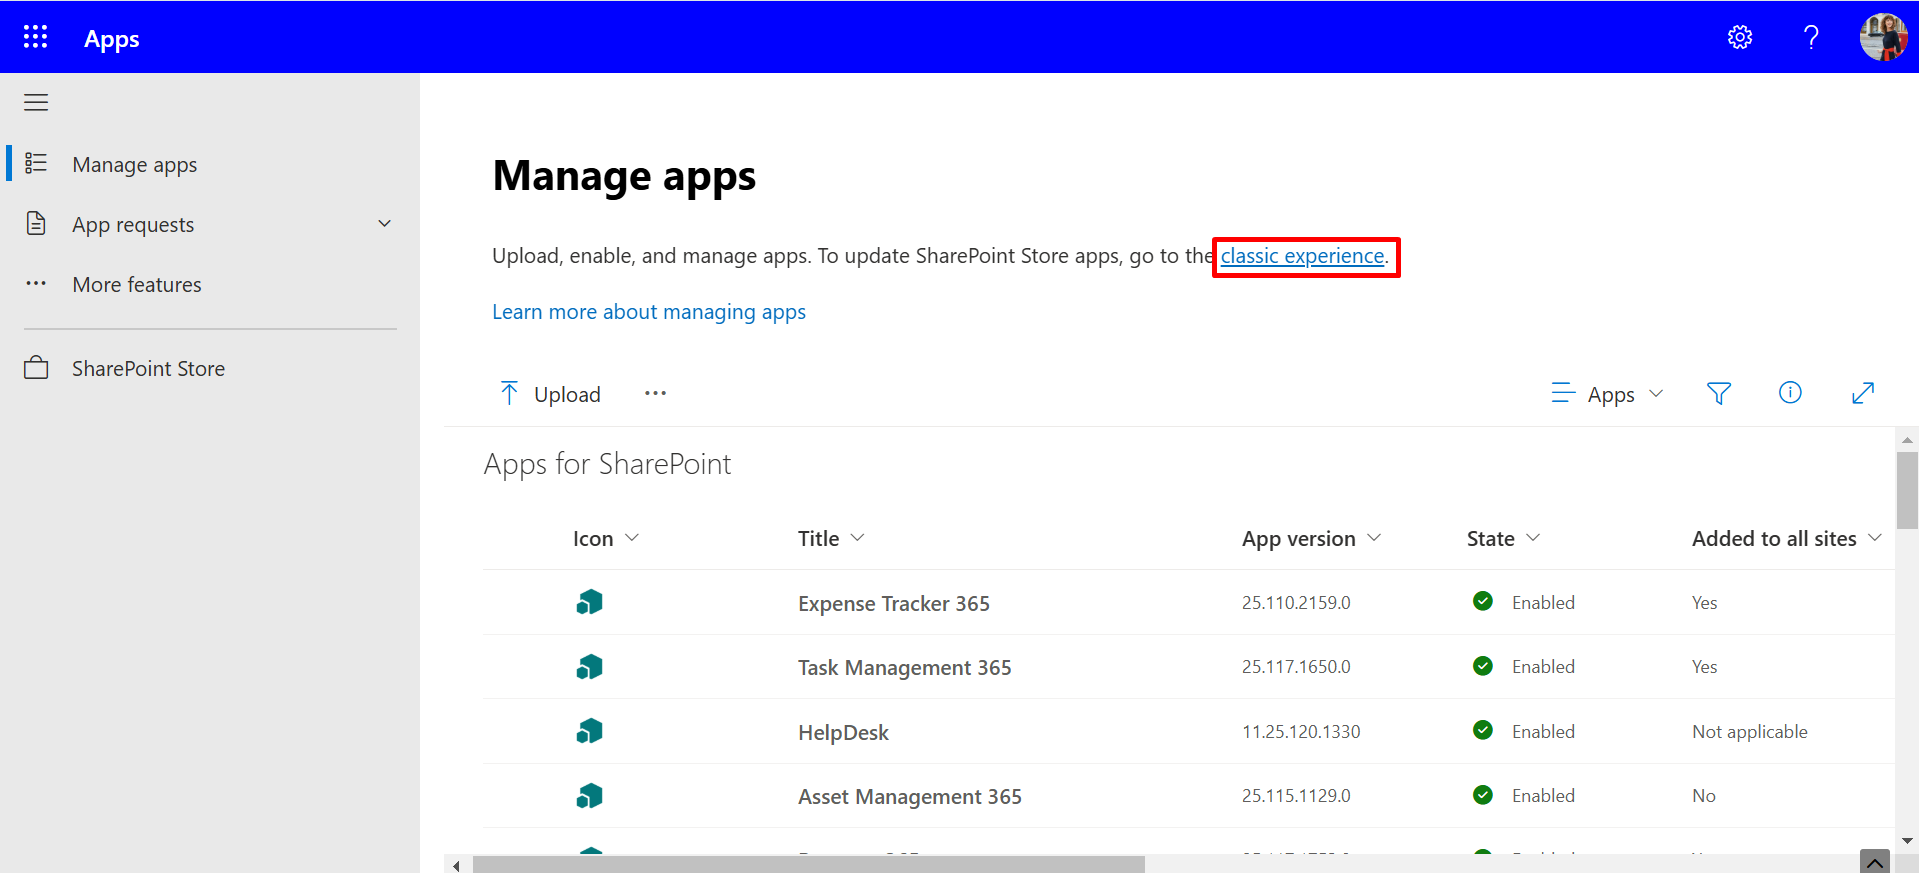 Apps
Manage apps
App requests
More features
SharePoint Store
Manage apps
Upload, enable, and manage apps. To update SharePoint Store apps, go to the classic experience.
Learn more about managing apps
Upload
Apps
Apps for SharePoint
Icon Title App version State Added to all sites
Expense Tracker 365 25.110.2159.0 Enabled Yes
Task Management 365 25.117.1650.0 Enabled Yes
HelpDesk 11.25.120.1330 Enabled Not applicable
Asset Management 365 25.115.1129.0 Enabled No